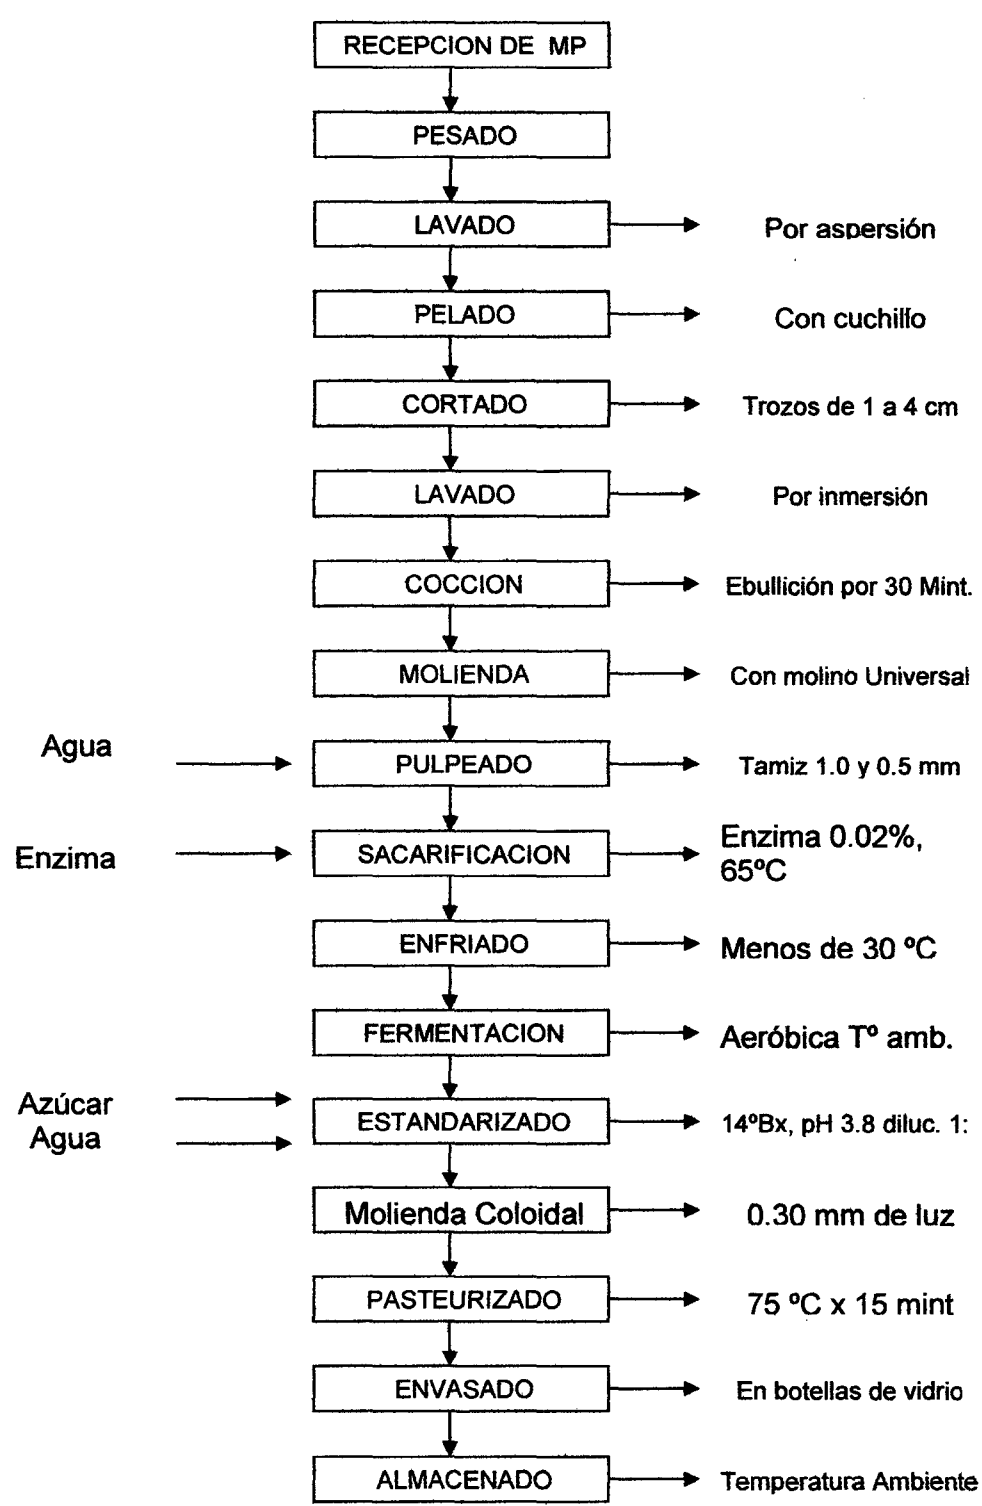 RECEPCION DE MP
PESADO
LAVADO
Por aspersión
PELADO
Con cuchillo
CORTADO
Trozos de 1 a 4 cm
LAVADO
Por inmersión
COCCION
Ebullición por 30 Mint.
MOLIENDA
Con molino Universal
Agua
PULPEADO
Tamiz 1.0 y 0.5 mm
Enzima
SACARIFICACION
Enzima 0.02%,
65ºC
ENFRIADO
Menos de 30 ºC
FERMENTACION
Aeróbica Tº amb.
Azúcar
Agua
ESTANDARIZADO
14ºBx, pH 3.8 diluc. 1:
Molienda Coloidal
0.30 mm de luz
PASTEURIZADO
75 ºC x 15 mint
ENVASADO
En botellas de vidrio
ALMACENADO
Temperatura Ambiente